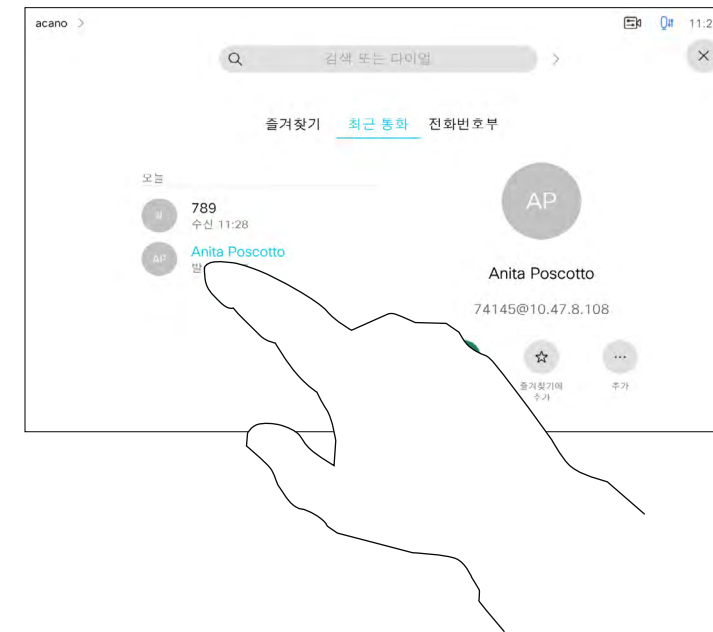 acano >
11:2
검색 또는 다이얼
즐겨찾기 최근 통화 전화번호부
오늘
789
수신 11:28
AP Anita Poscotto
발
AP
Anita Poscotto
74145@10.47.8.108
즐겨찾기에
추가
추가